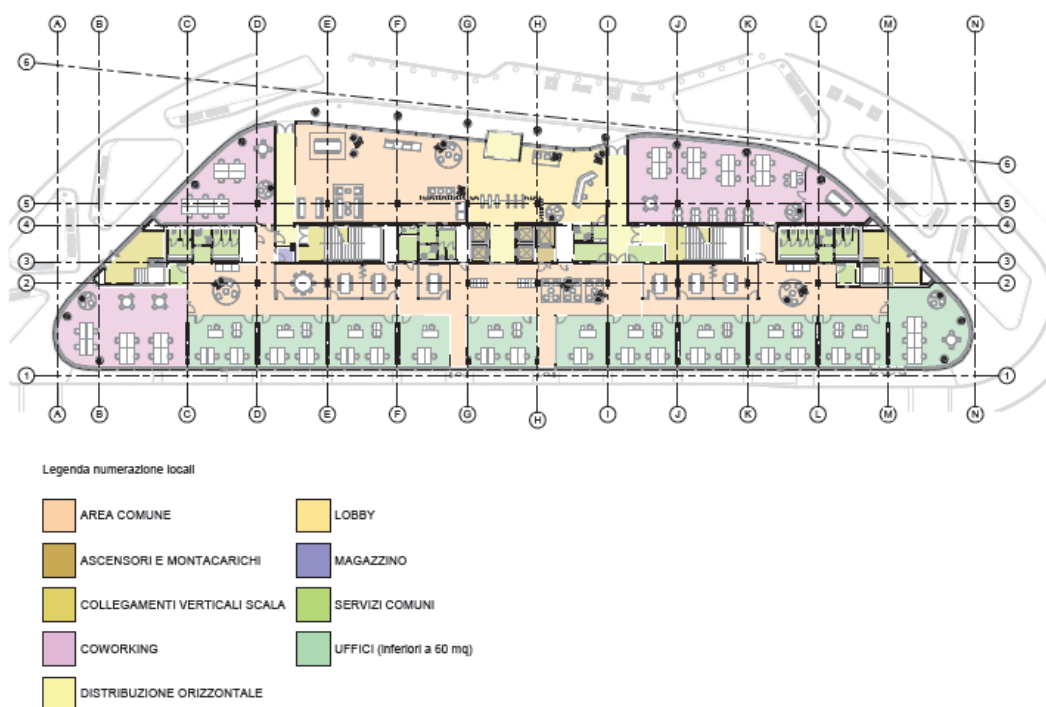 A B C D E F G H I J K L M N
6
6
5 5
4 4
3 3
2 2
1 1
A B C D E F G H I J K L M N
Legenda numerazione locali
AREA COMUNE
LOBBY
ASCENSORI E MONTACARICHI
MAGAZZINO
COLLEGAMENTI VERTICALI SCALA
SERVIZI COMUNI
COWORKING
UFFICI (inferiori a 60 mq)
DISTRIBUZIONE ORIZZONTALE